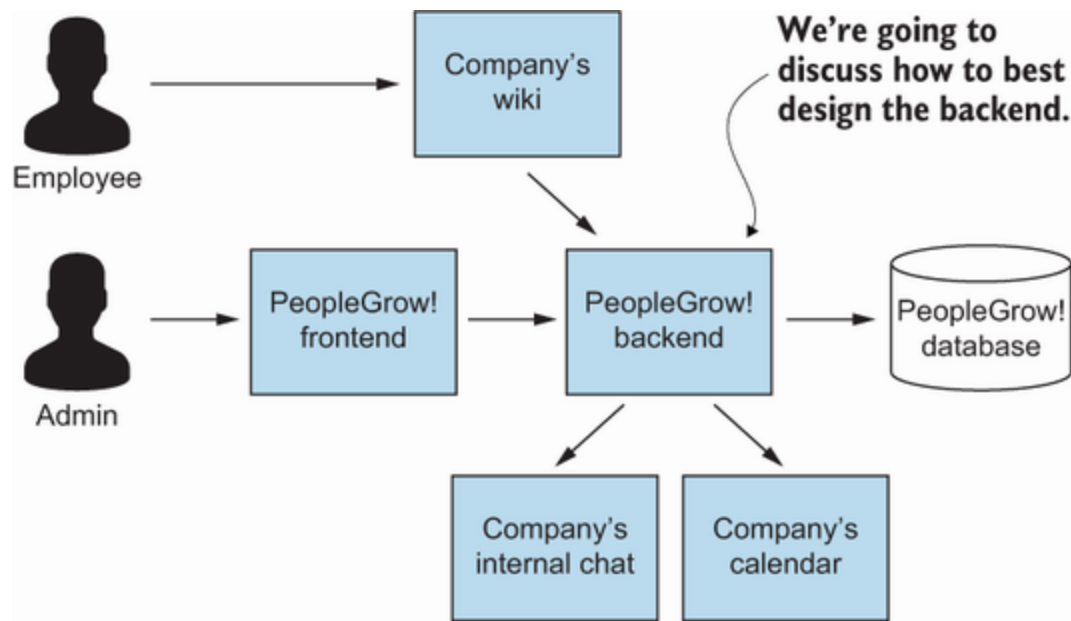 We’re going to
discuss how to best
design the backend.
Company’s
wiki
Employee
PeopleGrow!
frontend
PeopleGrow!
backend
PeopleGrow!
database
Admin
Company’s
internal chat
Company’s
calendar